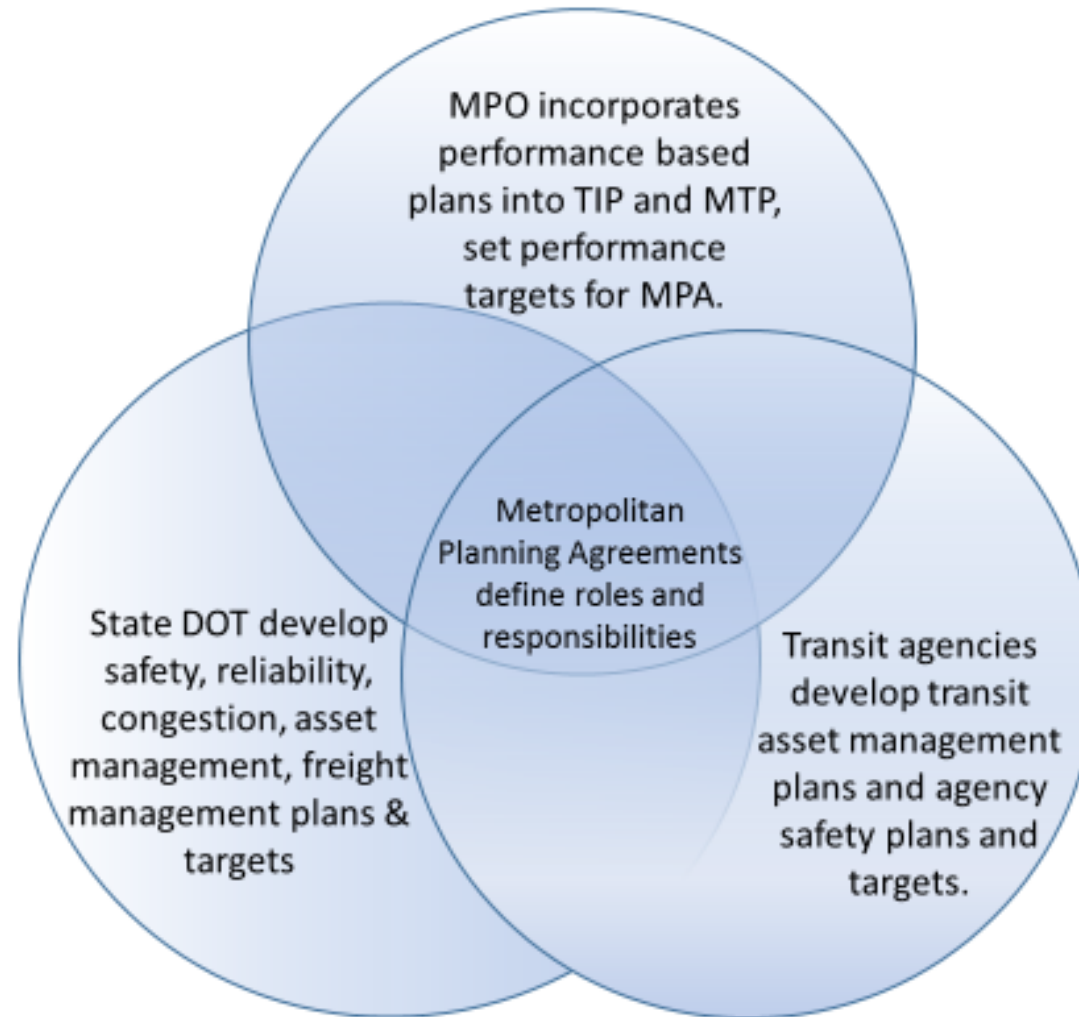 MPO incorporates
performance based
plans into TIP and MTP,
set performance
targets for MPA.
Metropolitan
Planning Agreements
define roles and
responsibilities
State DOT develop
safety, reliability,
congestion, asset
management, freight
management plans &
targets
Transit agencies
develop transit
asset management
plans and agency
safety plans and
targets.